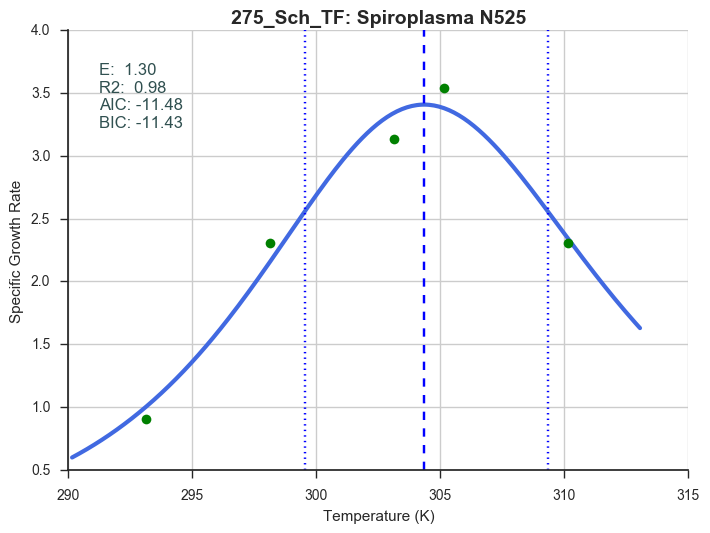 275_Sch_TF: Spiroplasma N525
E:  1.30
R2:  0.98
AIC: -11.48
BIC: -11.43
Specific Growth Rate
4.0
3.5
3.0
2.5
2.0
1.5
1.0
0.5
290
295
300
305
310
315
Temperature (K)